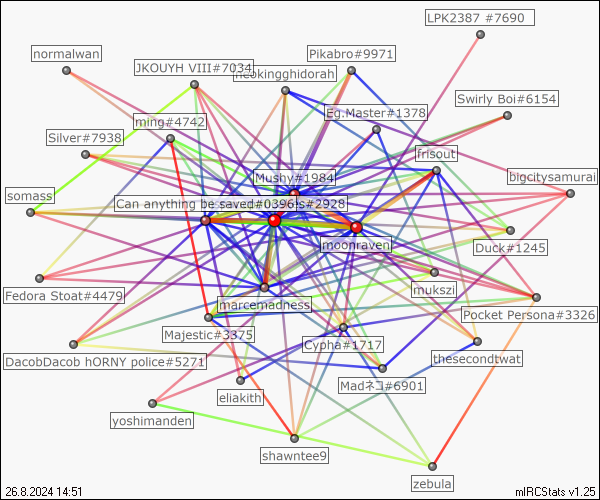 LPK2387 #7690
normalwan
Pikabro#9971
JKOUYH VIII#7034
neokingghidorah
Swirly Boi#6154
Eg.Master#1378
ming#4742
Silver#7938
frisout
Mushy#1984
bigcitysamurai
somass
Can anything be saved#0396
s#2928
moonraven
Duck#1245
mukszi
Fedora Stoat#4479
marcemadness
Pocket Persona#3326
Majestic#3375
Cypha#1717
thesecondtwat
DacobDacob hORNY police#5271
Madネコ#6901
eliakith
yoshimanden
shawntee9
zebula
26.8.2024 14:51
mIRCStats v1.25